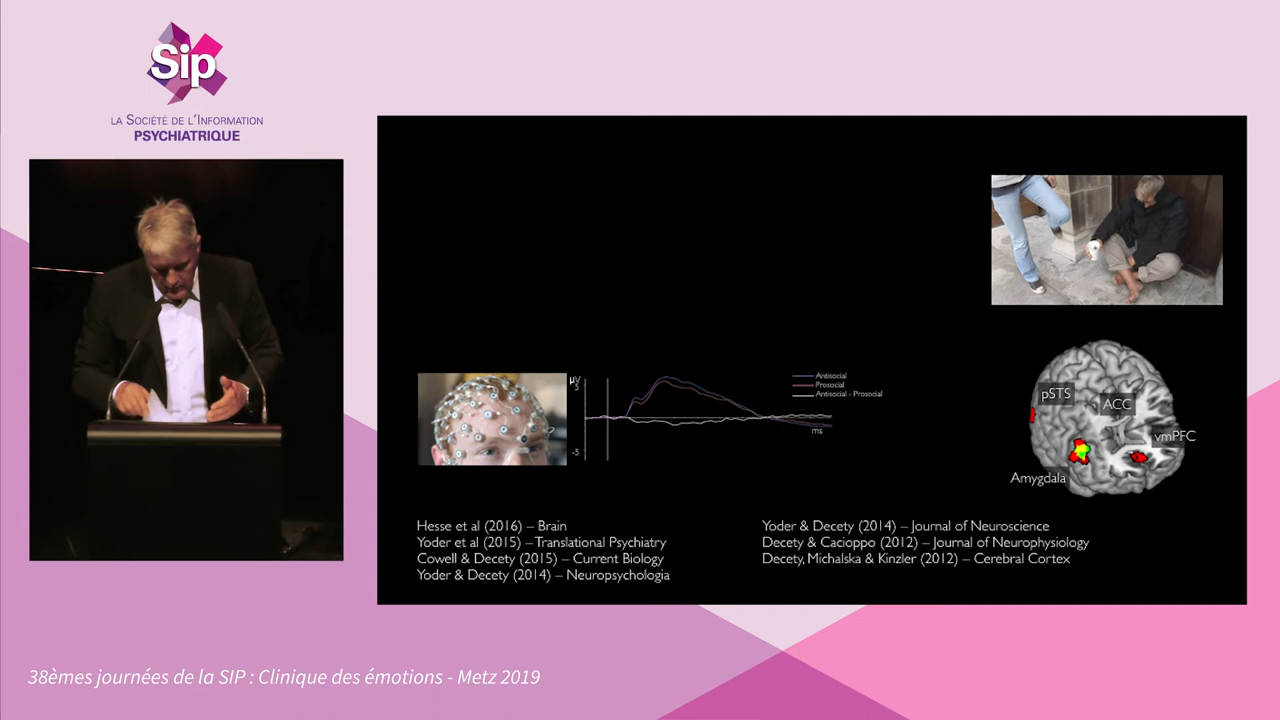 Sip
LA SOCIÉTÉ DE L'INFORMATION
PSYCHIATRIQUE
µV
5
-5
Antisocial
Prosocial
Antisocial - Prosocial
ms
pSTS
ACC
vmPFC
Amygdala
Hesse et al (2016) – Brain
Yoder et al (2015) – Translational Psychiatry
Cowell & Decety (2015) – Current Biology
Yoder & Decety (2014) – Neuropsychologia
Yoder & Decety (2014) – Journal of Neuroscience
Decety & Cacioppo (2012) – Journal of Neurophysiology
Decety, Michalska & Kinzler (2012) – Cerebral Cortex
38èmes journées de la SIP : Clinique des émotions - Metz 2019